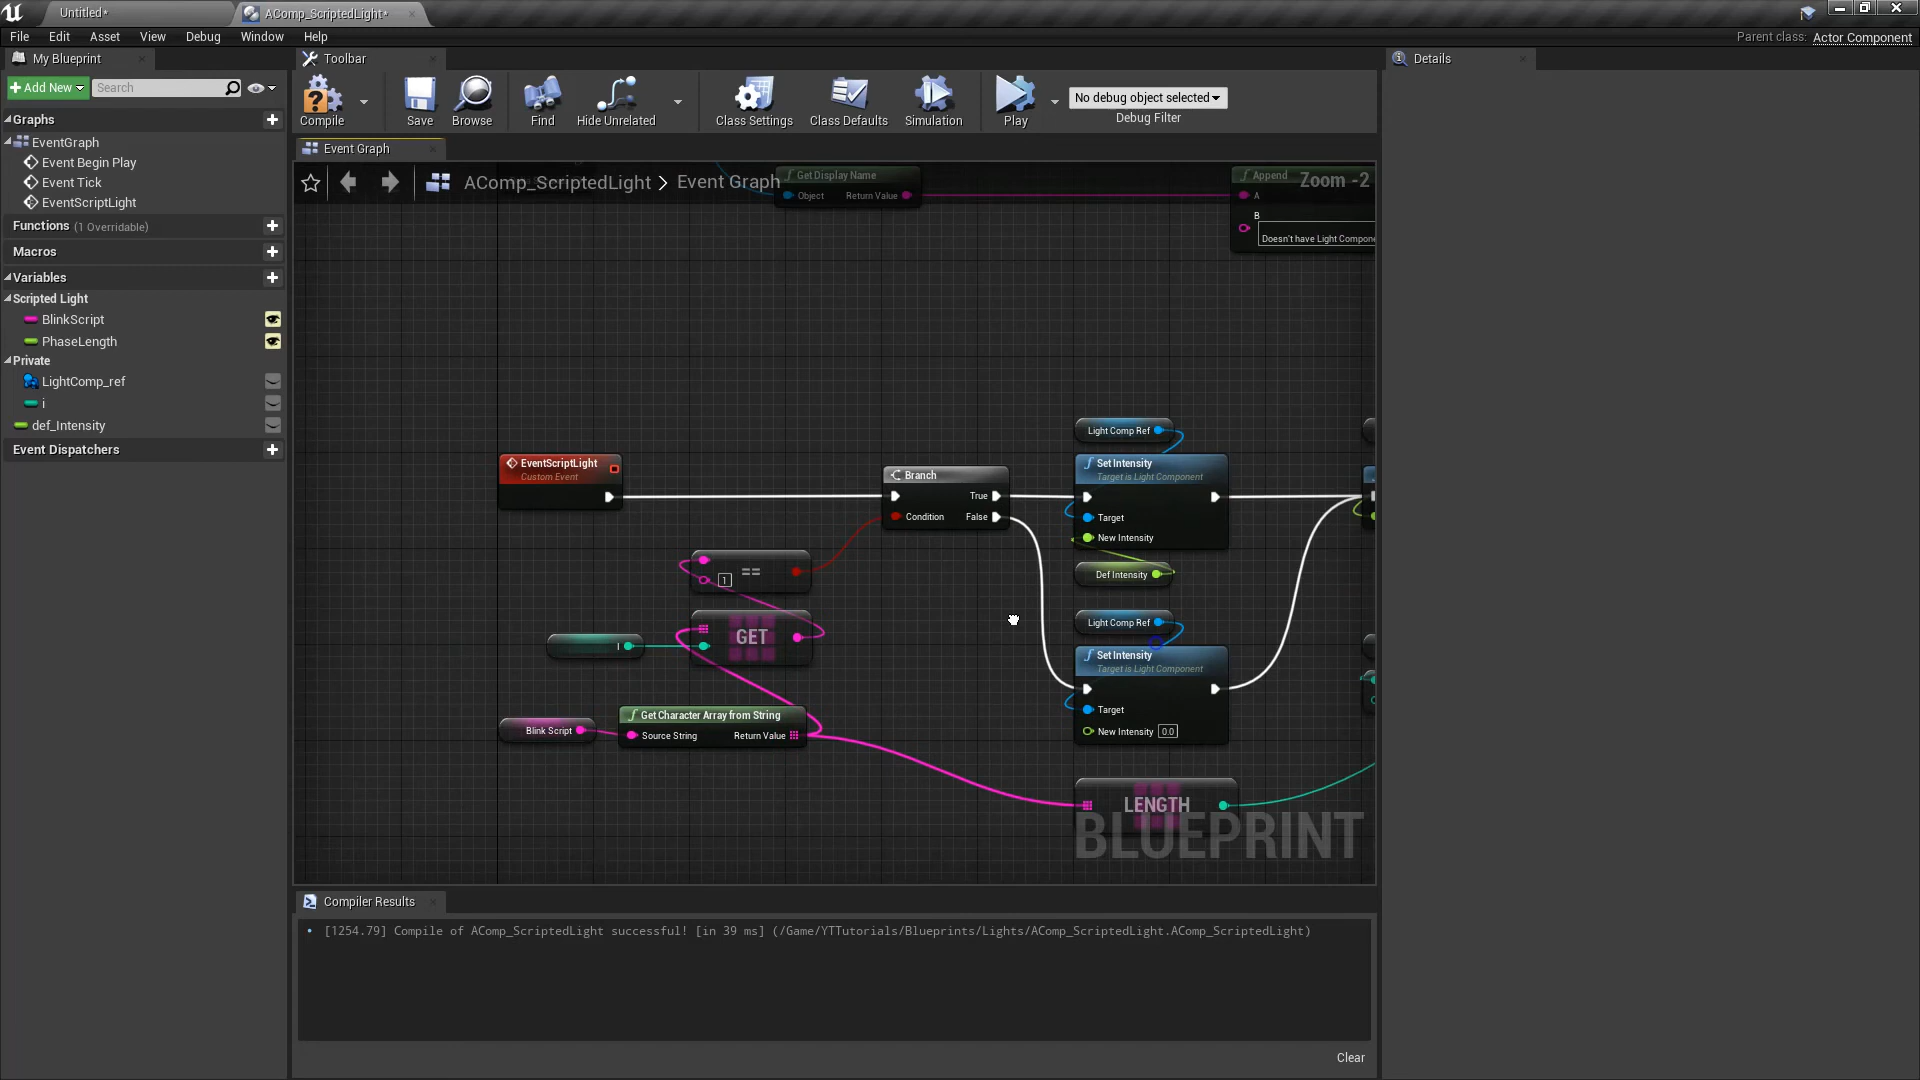 Untitled*
AComp_ScriptedLight*
File Edit Asset View Debug Window Help
Parent class: Actor Component
My Blueprint
Toolbar
Details
Add New
Search
Compile
Save
Browse
Find
Hide Unrelated
Class Settings
Class Defaults
Simulation
Play
No debug object selected
Debug Filter
Graphs
EventGraph
Event Begin Play
Event Tick
EventScriptLight
Functions (1 Overridable)
Macros
Variables
Scripted Light
BlinkScript
PhaseLength
Private
LightComp_ref
i
def_Intensity
Event Dispatchers
Event Graph
AComp_ScriptedLight > Event Graph
Zoom -2
Get Display Name
Object Return Value
Append
A
B
Doesn't have Light Compone
EventScriptLight
Custom Event
Branch
True
Condition False
Light Comp Ref
Set Intensity
Target is Light Component
Target
New Intensity
Def Intensity
1 ==
GET
I
Light Comp Ref
Set Intensity
Target is Light Component
Target
New Intensity 0.0
Blink Script
Get Character Array from String
Source String Return Value
LENGTH
BLUEPRINT
Compiler Results
[1254.79] Compile of AComp_ScriptedLight successful! [in 39 ms] (/Game/YTTutorials/Blueprints/Lights/AComp_ScriptedLight.AComp_ScriptedLight)
Clear